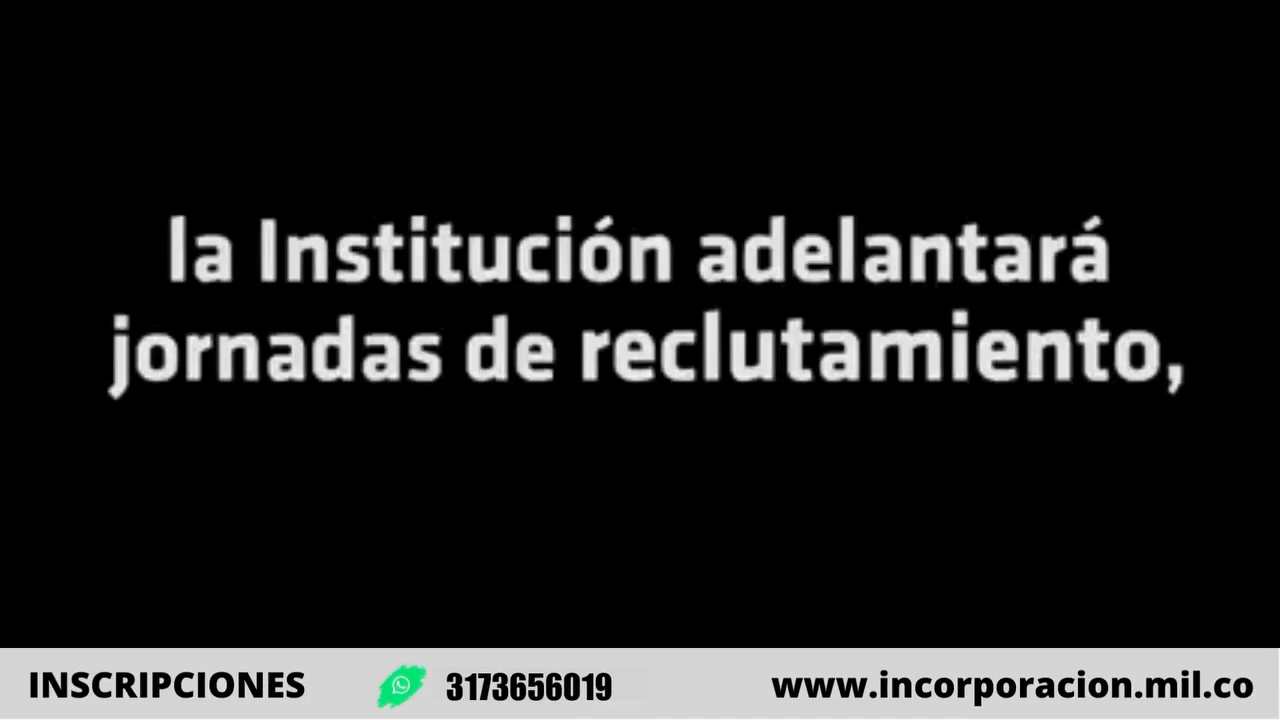 la Institución adelantará
jornadas de reclutamiento,
INSCRIPCIONES 3173656019 www.incorporacion.mil.co